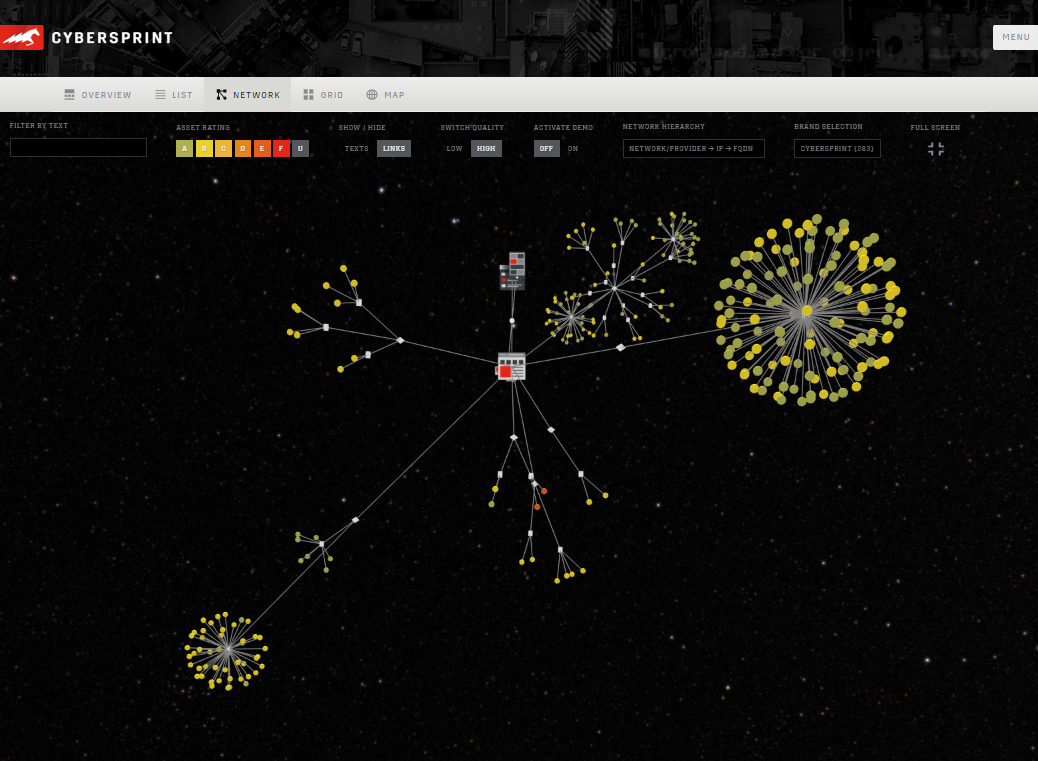 CYBERSPRINT
MENU
OVERVIEW LIST NETWORK GRID MAP
FILTER BY TEXT
ASSET RATING
SHOW / HIDE
SWITCH QUALITY
ACTIVATE DEMO
NETWORK HIERARCHY
BRAND SELECTION
FULL SCREEN
A B C D E F U
TEXTS LINKS
LOW HIGH
OFF ON
NETWORK/PROVIDER → IP → FQDN
CYBERSPRINT (283)